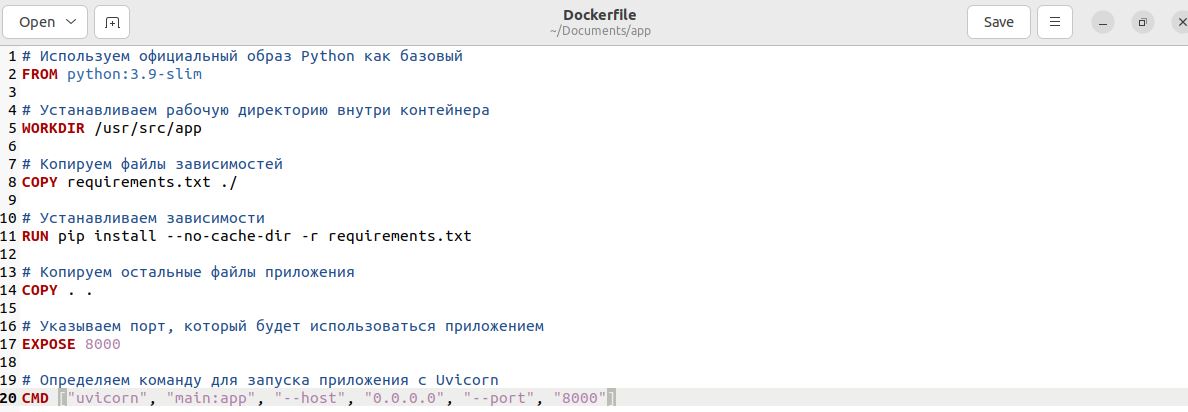 Open
Dockerfile
~/Documents/app
Save
1 # Используем официальный образ Python как базовый
2 FROM python:3.9-slim
3
4 # Устанавливаем рабочую директорию внутри контейнера
5 WORKDIR /usr/src/app
6
7 # Копируем файлы зависимостей
8 COPY requirements.txt ./
9
10 # Устанавливаем зависимости
11 RUN pip install --no-cache-dir -r requirements.txt
12
13 # Копируем остальные файлы приложения
14 COPY . .
15
16 # Указываем порт, который будет использоваться приложением
17 EXPOSE 8000
18
19 # Определяем команду для запуска приложения с Uvicorn
20 CMD ["uvicorn", "main:app", "--host", "0.0.0.0", "--port", "8000"]